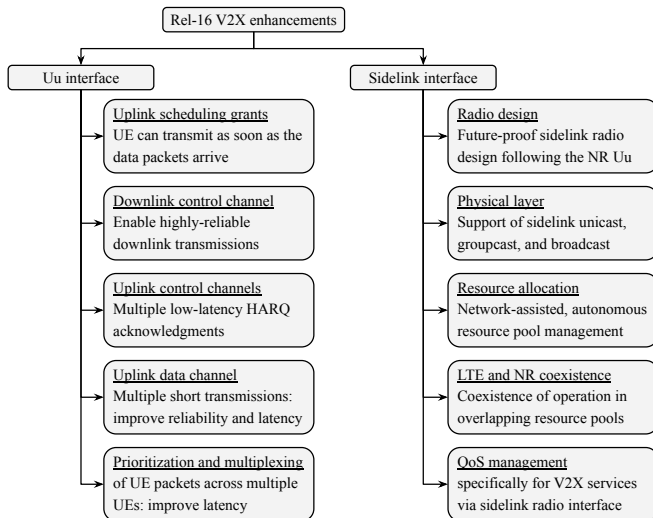 Rel-16 V2X enhancements
Uu interface
Uplink scheduling grants
UE can transmit as soon as the
data packets arrive
Downlink control channel
Enable highly-reliable
downlink transmissions
Uplink control channels
Multiple low-latency HARQ
acknowledgments
Uplink data channel
Multiple short transmissions:
improve reliability and latency
Prioritization and multiplexing
of UE packets across multiple
UEs: improve latency
Sidelink interface
Radio design
Future-proof sidelink radio
design following the NR Uu
Physical layer
Support of sidelink unicast,
groupcast, and broadcast
Resource allocation
Network-assisted, autonomous
resource pool management
LTE and NR coexistence
Coexistence of operation in
overlapping resource pools
QoS management
specifically for V2X services
via sidelink radio interface